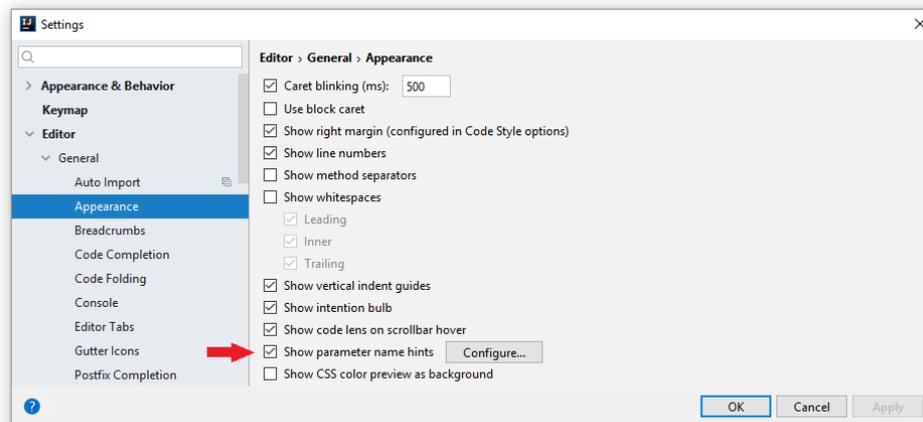 IJ
Settings
Appearance & Behavior
Keymap
Editor
General
Auto Import
Appearance
Breadcrumbs
Code Completion
Code Folding
Console
Editor Tabs
Gutter Icons
Postfix Completion
Editor › General › Appearance
Caret blinking (ms): 500
Use block caret
Show right margin (configured in Code Style options)
Show line numbers
Show method separators
Show whitespaces
Leading
Inner
Trailing
Show vertical indent guides
Show intention bulb
Show code lens on scrollbar hover
Show parameter name hints Configure...
Show CSS color preview as background
?
OK Cancel Apply